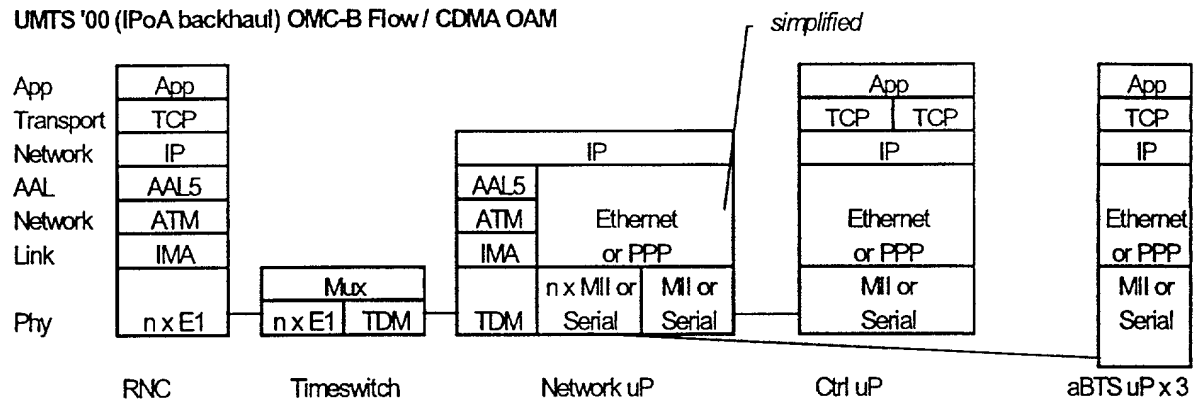 UMTS '00 (IPoA backhaul) OMC-B Flow / CDMA OAM
simplified
App App App App
Transport TCP TCP TCP TCP
Network IP IP IP IP
AAL AAL5 AAL5
Network ATM ATM Ethernet Ethernet Ethernet
Link IMA IMA or PPP or PPP or PPP
Mux n x MII or MII or MII or MII or
Phy n x E1 n x E1 TDM TDM Serial Serial Serial Serial
RNC Timeswitch Network uP Ctrl uP aBTS uP x 3